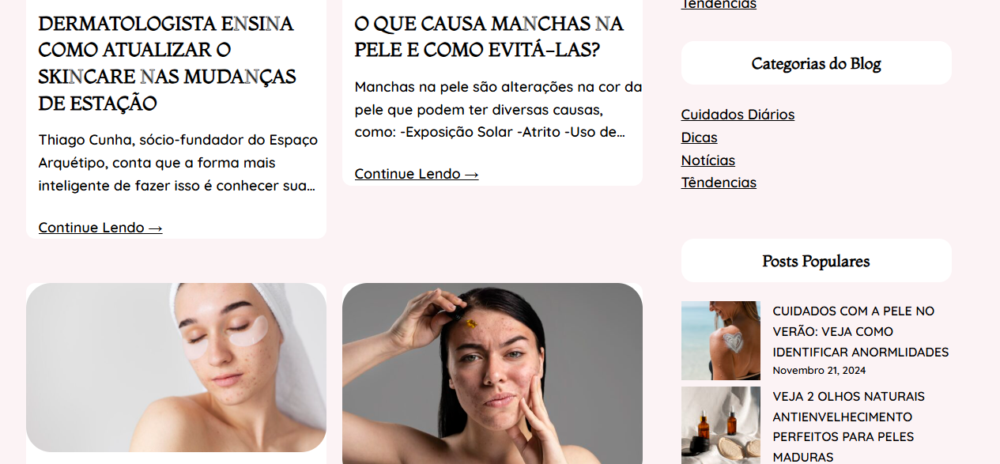 DERMATOLOGISTA ENSINA
COMO ATUALIZAR O
SKINCARE NAS MUDANÇAS
DE ESTAÇÃO
Thiago Cunha, sócio-fundador do Espaço
Arquétipo, conta que a forma mais
inteligente de fazer isso é conhecer sua...
Continue Lendo →
O QUE CAUSA MANCHAS NA
PELE E COMO EVITÁ-LAS?
Manchas na pele são alterações na cor da
pele que podem ter diversas causas,
como: -Exposição Solar -Atrito -Uso de...
Continue Lendo →
Tendencias
Categorias do Blog
Cuidados Diários
Dicas
Notícias
Têndencias
Posts Populares
CUIDADOS COM A PELE NO
VERÃO: VEJA COMO
IDENTIFICAR ANORMLIDADES
Novembro 21, 2024
VEJA 2 OLHOS NATURAIS
ANTIENVELHECIMENTO
PERFEITOS PARA PELES
MADURAS